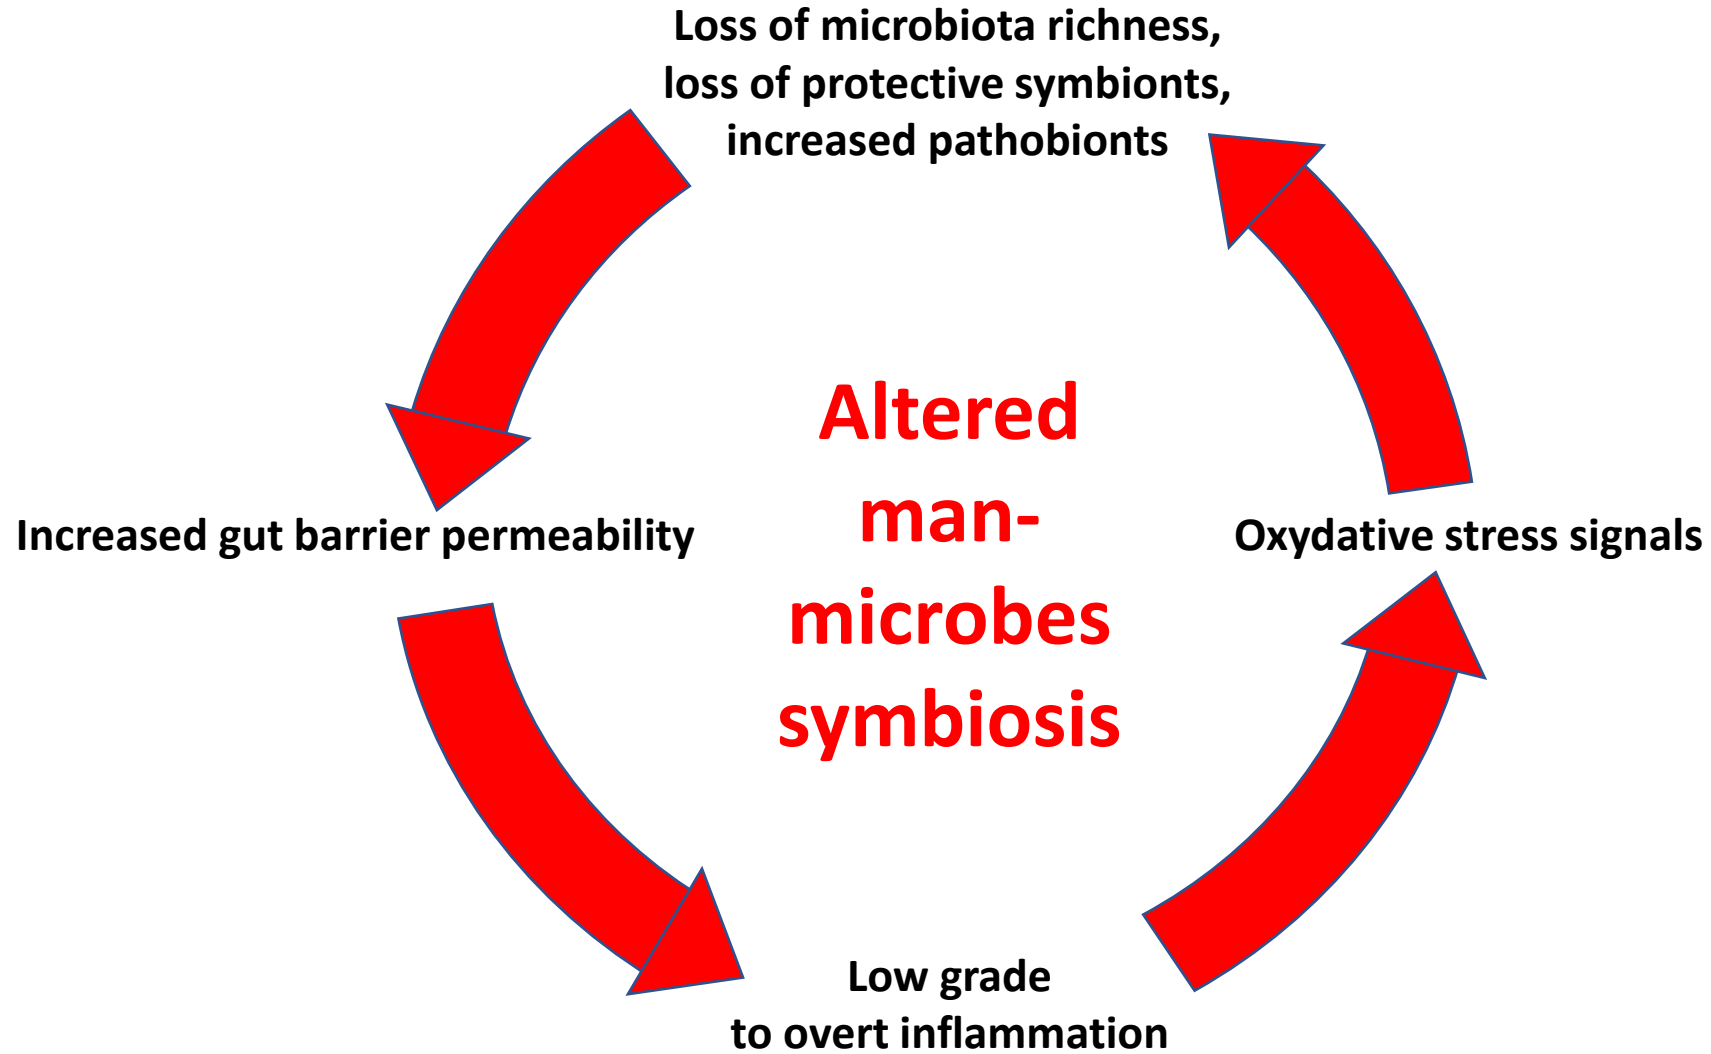 Loss of microbiota richness,
loss of protective symbionts,
increased pathobionts
Altered
man-
microbes
symbiosis
Increased gut barrier permeability
Oxydative stress signals
Low grade
to overt inflammation